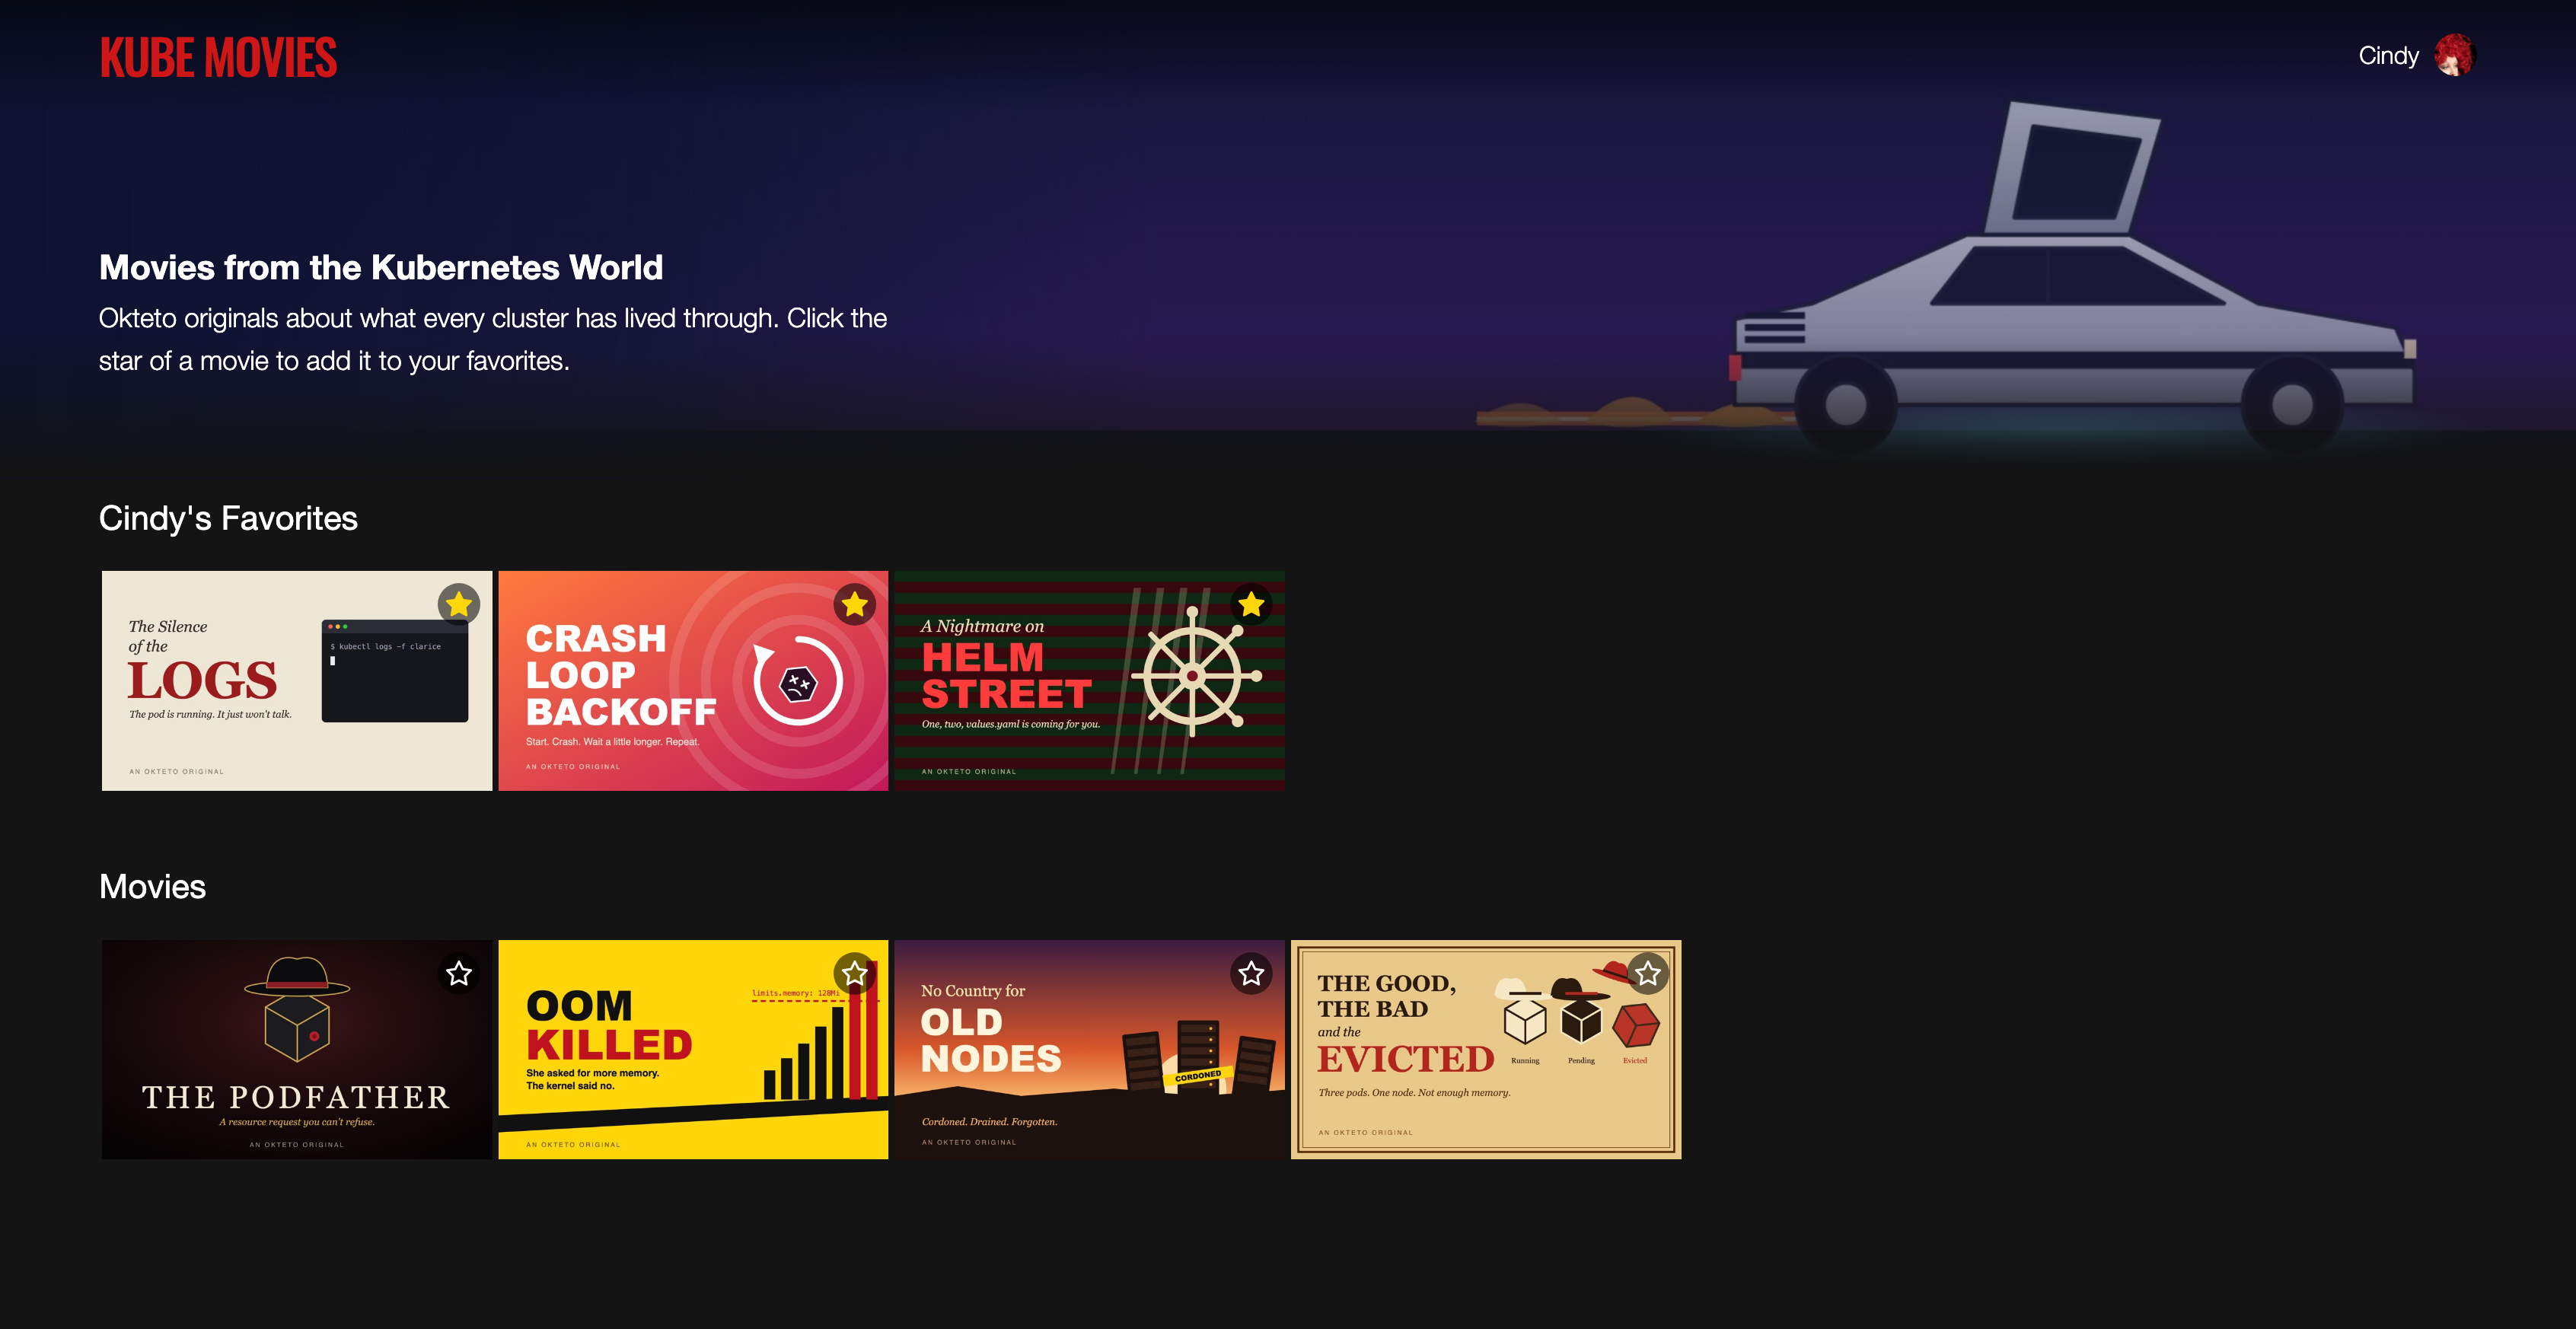 KUBE MOVIES
Cindy
Movies from the Kubernetes World
Okteto originals about what every cluster has lived through. Click the
star of a movie to add it to your favorites.
Cindy's Favorites
The Silence
of the
LOGS
The pod is running. It just won't talk.
AN OKTETO ORIGINAL
$ kubectl logs -f clarice
CRASH
LOOP
BACKOFF
Start. Crash. Wait a little longer. Repeat.
AN OKTETO ORIGINAL
A Nightmare on
HELM
STREET
One, two, values.yaml is coming for you.
AN OKTETO ORIGINAL
Movies
THE PODFATHER
A resource request you can't refuse.
AN OKTETO ORIGINAL
OOM
KILLED
She asked for more memory.
The kernel said no.
AN OKTETO ORIGINAL
limits.memory: 128Mi
No Country for
OLD
NODES
CORDONED
Cordoned. Drained. Forgotten.
AN OKTETO ORIGINAL
THE GOOD,
THE BAD
and the
EVICTED
Running
Pending
Evicted
Three pods. One node. Not enough memory.
AN OKTETO ORIGINAL